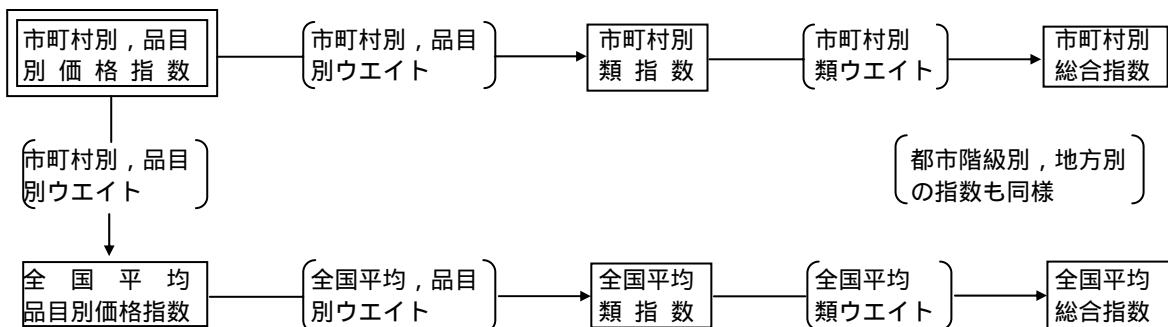 市町村別，品目
別価格指数
市町村別，品目
別ウエイト
市町村別
類指数
市町村別
類ウエイト
市町村別
総合指数
市町村別，品目
別ウエイト
都市階級別，地方別
の指数も同様
全国平均
品目別価格指数
全国平均，品目
別ウエイト
全国平均
類指数
全国平均
類ウエイト
全国平均
総合指数